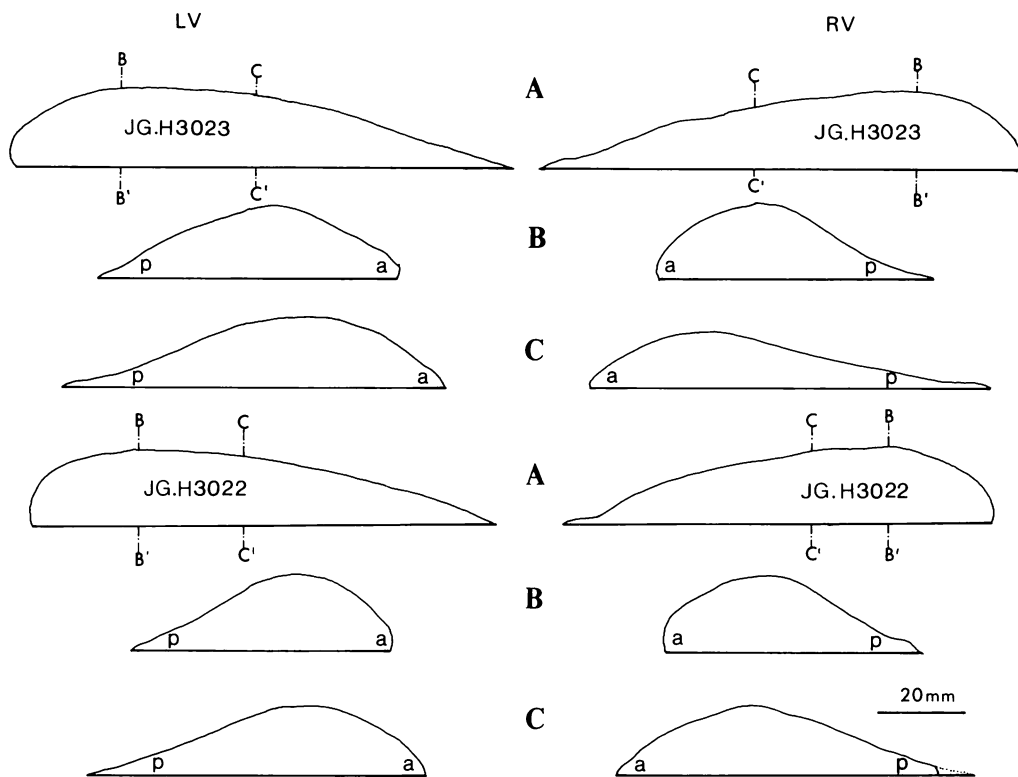 LV RV
B C A C B
JG.H3023 JG.H3023
B' C' C' B'
p a B a p
p a C a p
B C A C B
JG.H3022 JG.H3022
B' C' C' B'
p a B a p
20mm
p a C a p